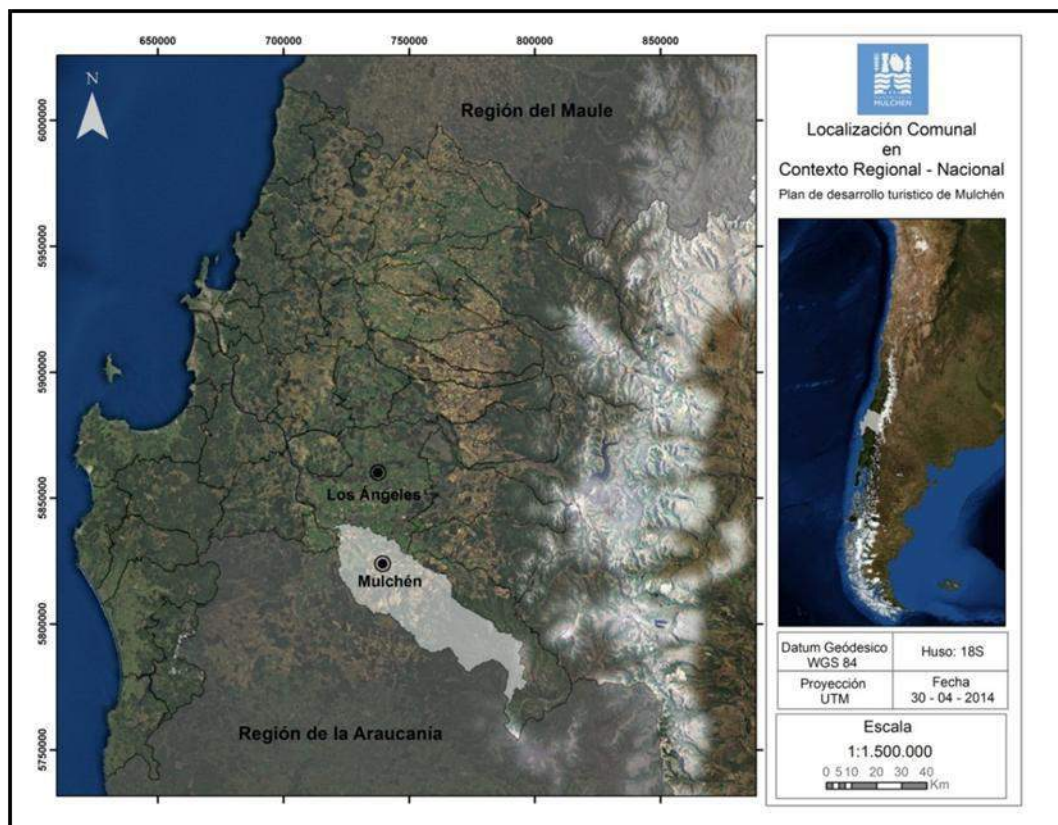 650000
700000
750000
800000
850000
N
6000000
5950000
5900000
5850000
5800000
5750000
Región del Maule
Los Ángeles
Mulchén
Región de la Araucanía
MULCHEN
Localización Comunal
en
Contexto Regional - Nacional
Plan de desarrollo turistico de Mulchén
Datum Geódesico
WGS 84
Huso: 18S
Proyección
UTM
Fecha
30 - 04 - 2014
Escala
1:1.500.000
0 5 10 20 30 40
Km